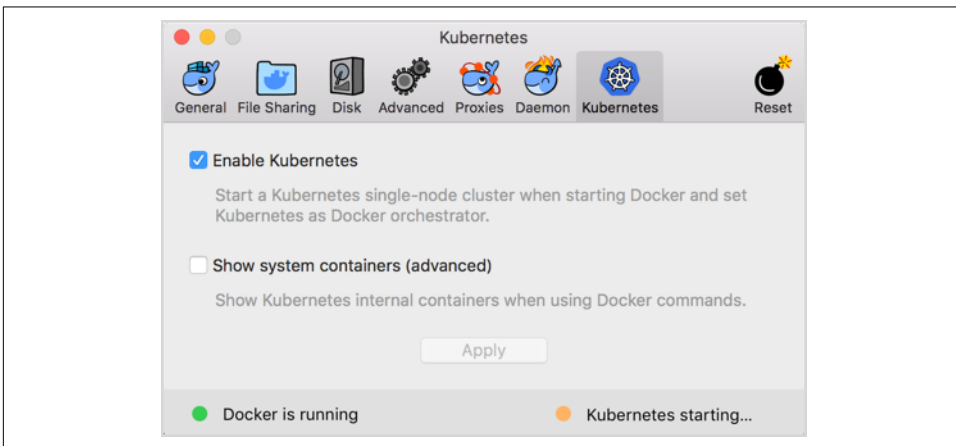 Kubernetes
General File Sharing Disk Advanced Proxies Daemon Kubernetes Reset
Enable Kubernetes
Start a Kubernetes single-node cluster when starting Docker and set
Kubernetes as Docker orchestrator.
Show system containers (advanced)
Show Kubernetes internal containers when using Docker commands.
Apply
Docker is running Kubernetes starting...